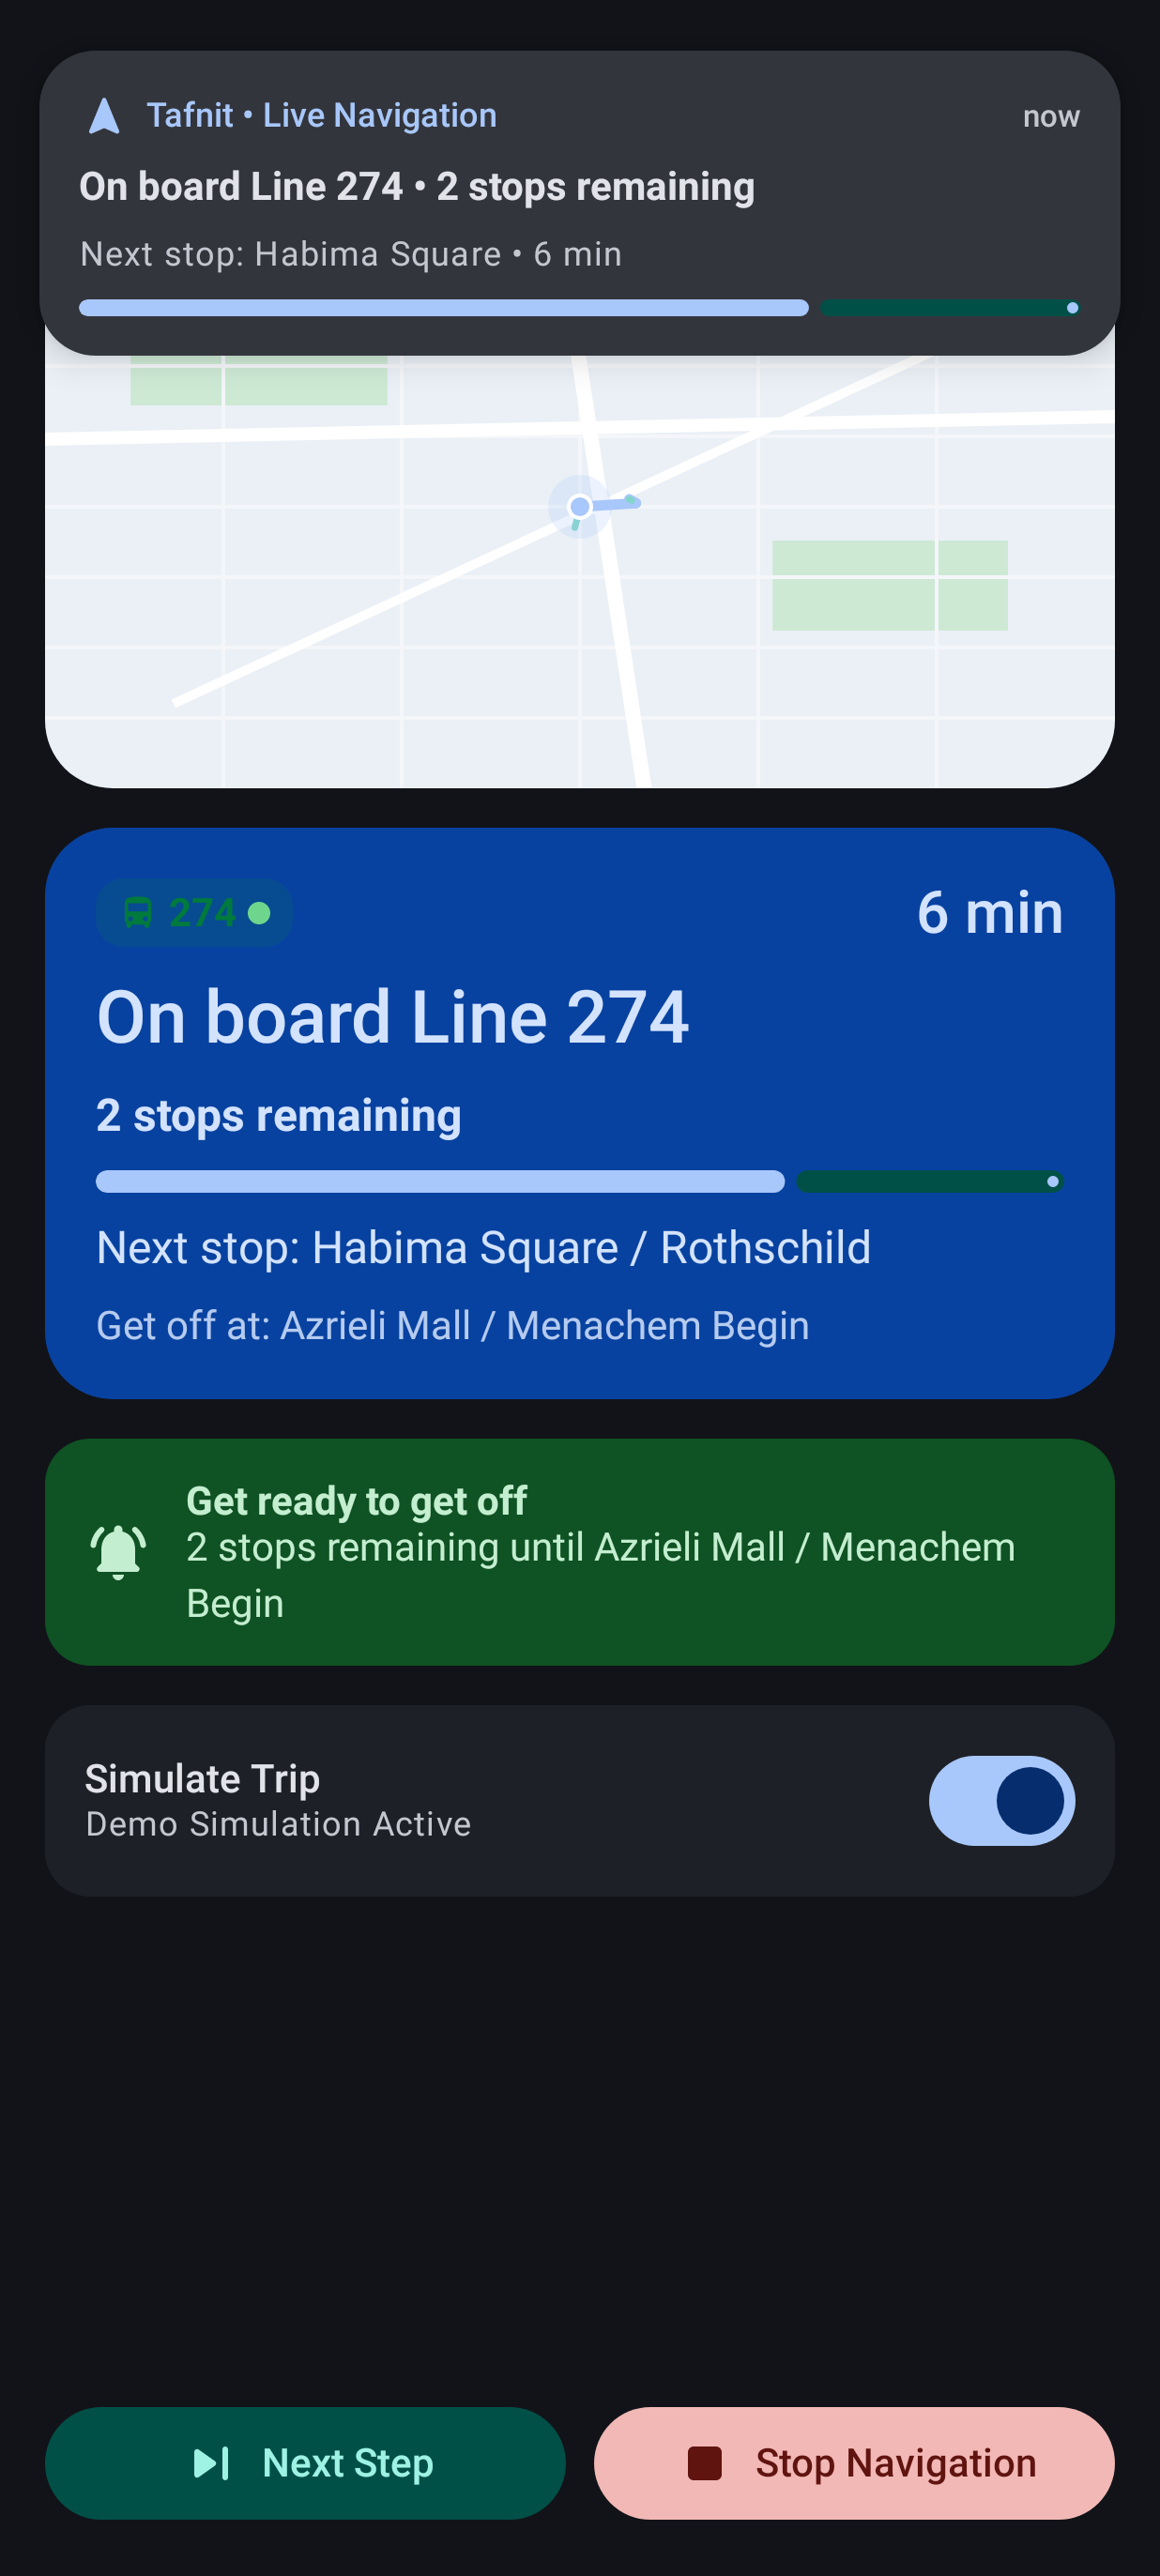 Tafnit • Live Navigation
now
On board Line 274 • 2 stops remaining
Next stop: Habima Square • 6 min
274
6 min
On board Line 274
2 stops remaining
Next stop: Habima Square / Rothschild
Get off at: Azrieli Mall / Menachem Begin
Get ready to get off
2 stops remaining until Azrieli Mall / Menachem
Begin
Simulate Trip
Demo Simulation Active
Next Step
Stop Navigation